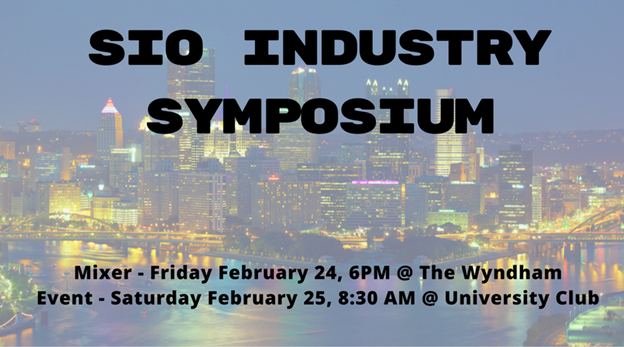 SIO INDUSTRY
SYMPOSIUM
Mixer - Friday February 24, 6PM @ The Wyndham
Event - Saturday February 25, 8:30 AM @ University Club